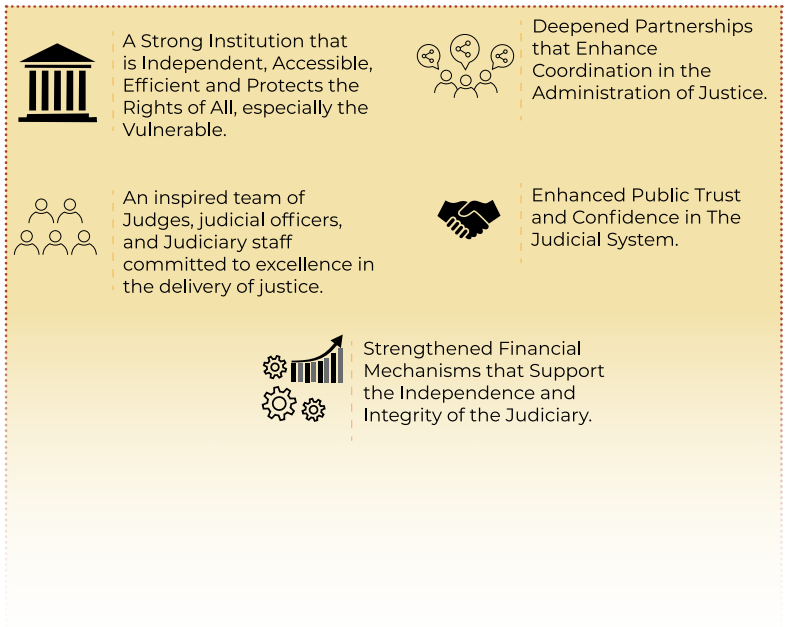 A Strong Institution that
is Independent, Accessible,
Efficient and Protects the
Rights of All, especially the
Vulnerable.
Deepened Partnerships
that Enhance
Coordination in the
Administration of Justice.
An inspired team of
Judges, judicial officers,
and Judiciary staff
committed to excellence in
the delivery of justice.
Enhanced Public Trust
and Confidence in The
Judicial System.
Strengthened Financial
Mechanisms that Support
the Independence and
Integrity of the Judiciary.